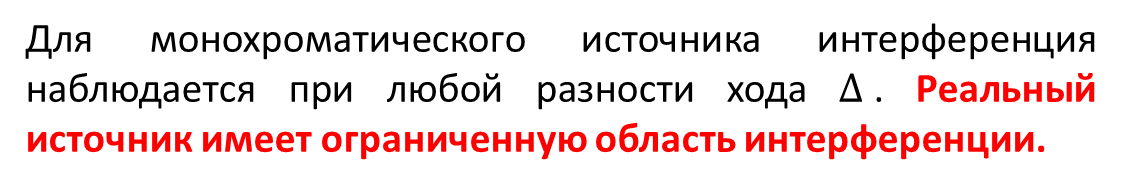 Для монохроматического источника интерференция
наблюдается при любой разности хода Δ . Реальный
источник имеет ограниченную область интерференции.